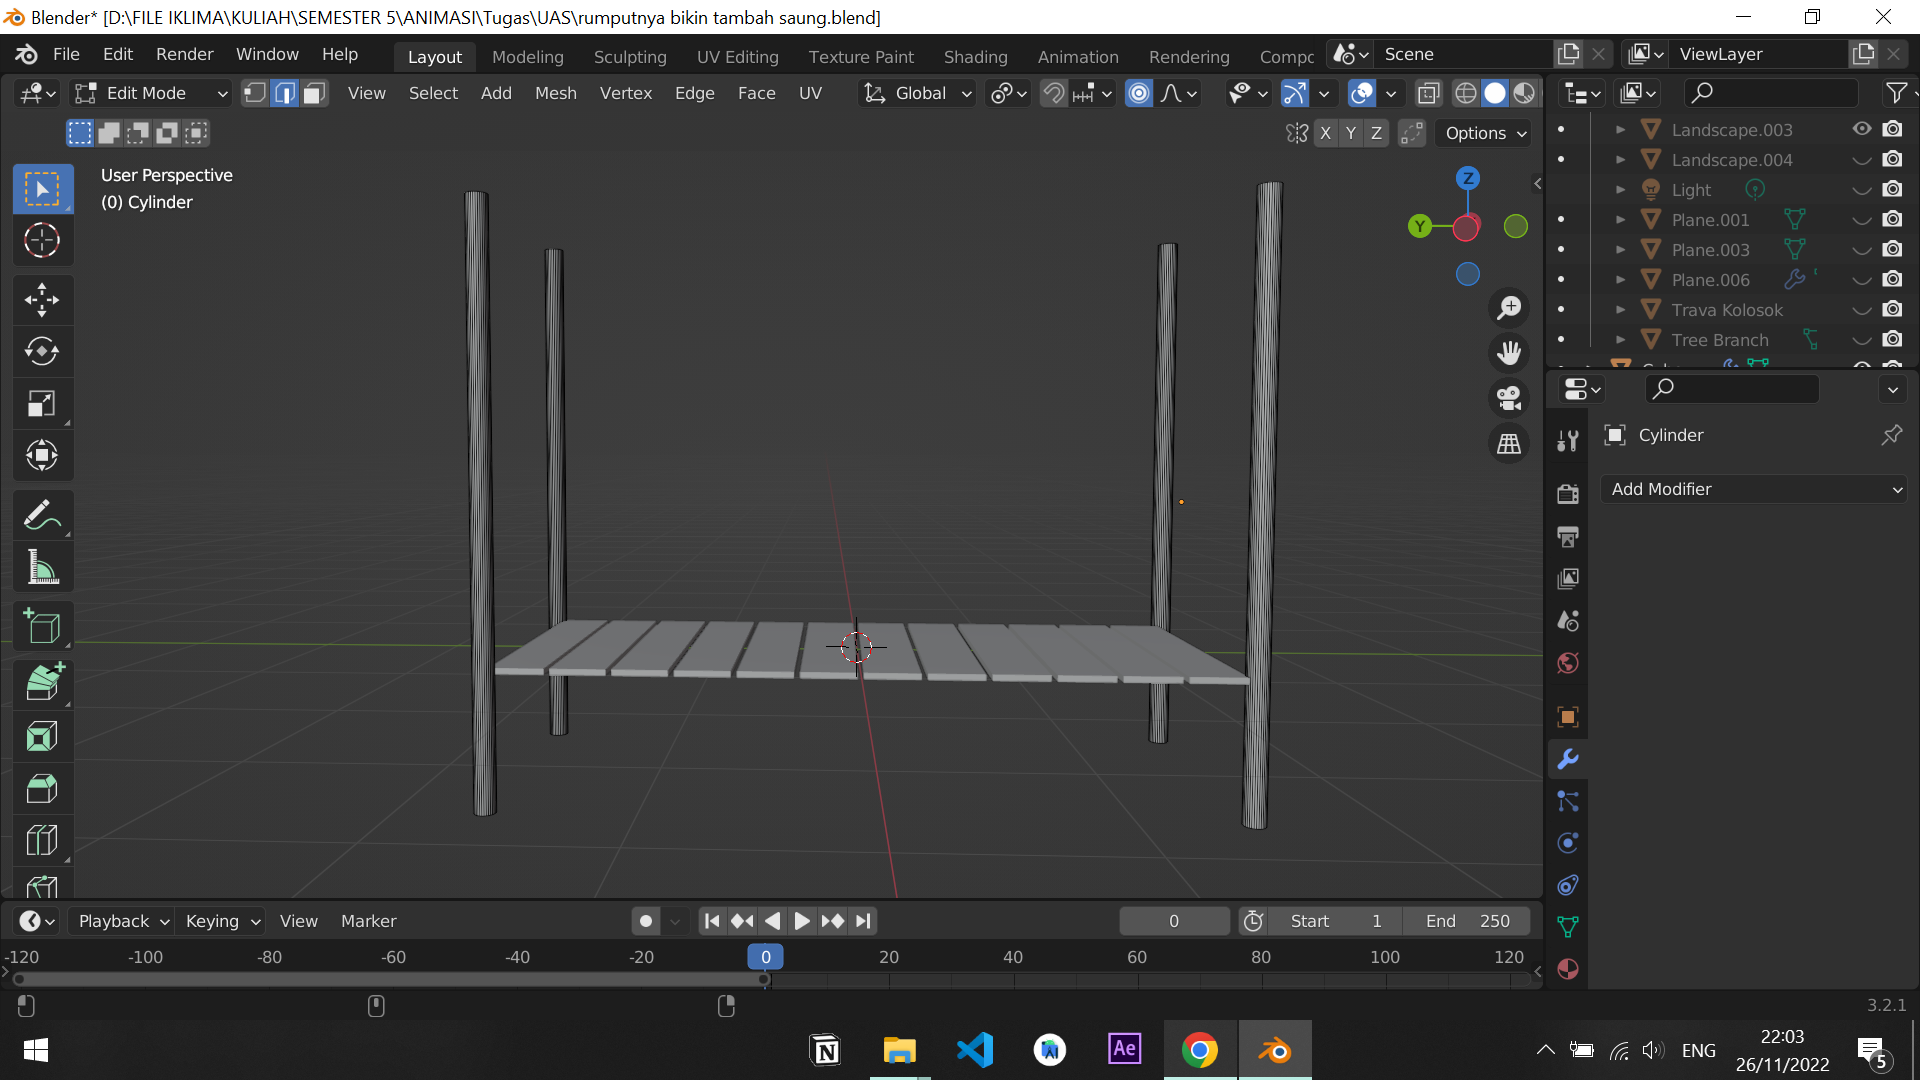 Blender* [D:\FILE IKLIMA\KULIAH\SEMESTER 5\ANIMASI\Tugas\UAS\rumputnya bikin tambah saung.blend]
File Edit Render Window Help Layout Modeling Sculpting UV Editing Texture Paint Shading Animation Rendering Compc Scene ViewLayer
Edit Mode View Select Add Mesh Vertex Edge Face UV Global
X Y Z Options
User Perspective
(0) Cylinder
Z
Y
Landscape.003
Landscape.004
Light
Plane.001
Plane.003
Plane.006
Trava Kolosok
Tree Branch
Cylinder
Add Modifier
Playback Keying View Marker 0 Start 1 End 250
-120 -100 -80 -60 -40 -20 0 20 40 60 80 100 120
3.2.1
N Ae ENG 22:03
26/11/2022 5